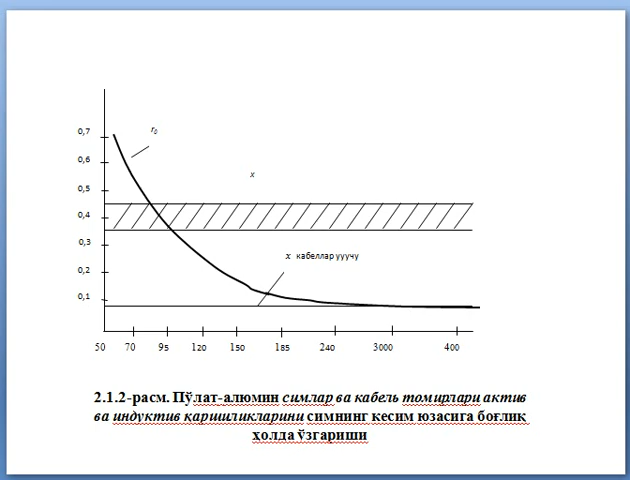 0,7
r₀
0,6
x
0,5
0,4
0,3
x кабеллар ууучу
0,2
0,1
50 70 95 120 150 185 240 3000 400
2.1.2-расм. Пўлат-алюмин симлар ва кабель томирлари актив
ва индуктив қаршиликларини симнинг кесим юзасига боғлиқ
ҳолда ўзгариши